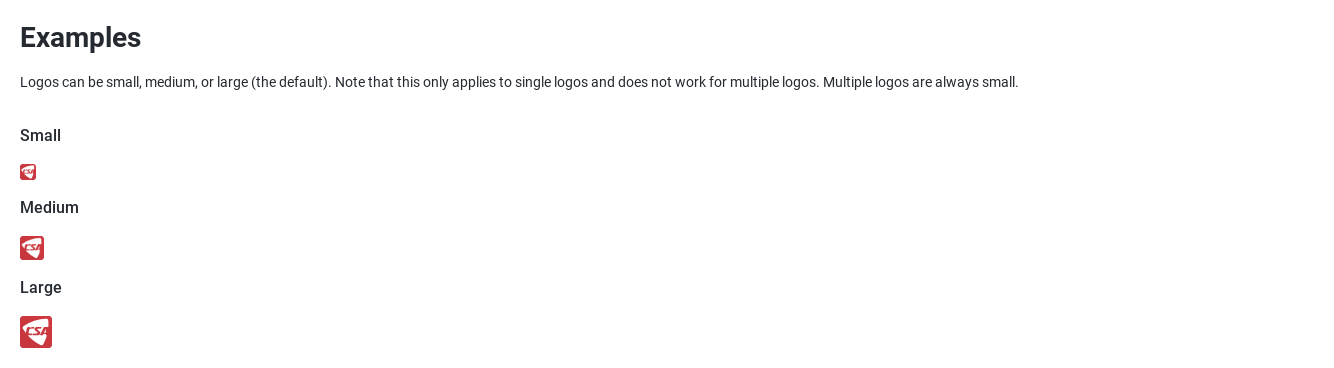 Examples
Logos can be small, medium, or large (the default). Note that this only applies to single logos and does not work for multiple logos. Multiple logos are always small.
Small
CSA
Medium
CSA
Large
CSA